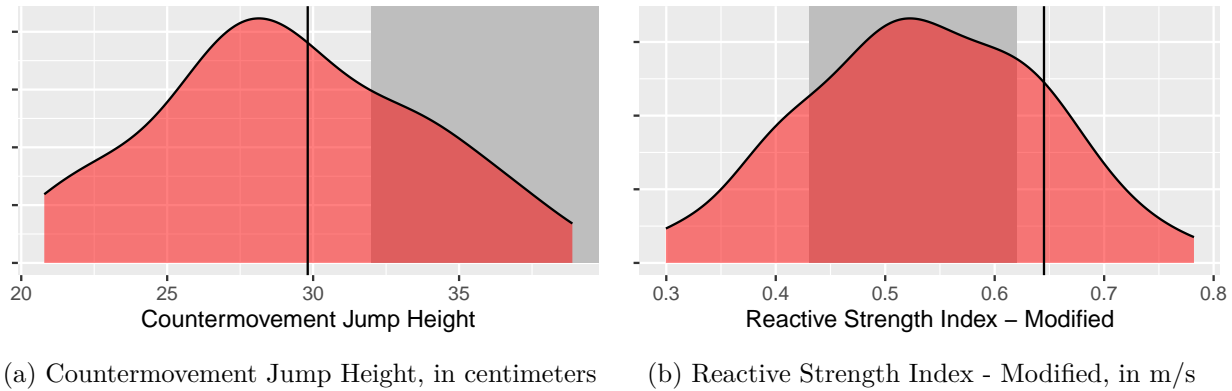 20 25 30 35
Countermovement Jump Height
(a) Countermovement Jump Height, in centimeters
0.3 0.4 0.5 0.6 0.7 0.8
Reactive Strength Index − Modified
(b) Reactive Strength Index - Modified, in m/s